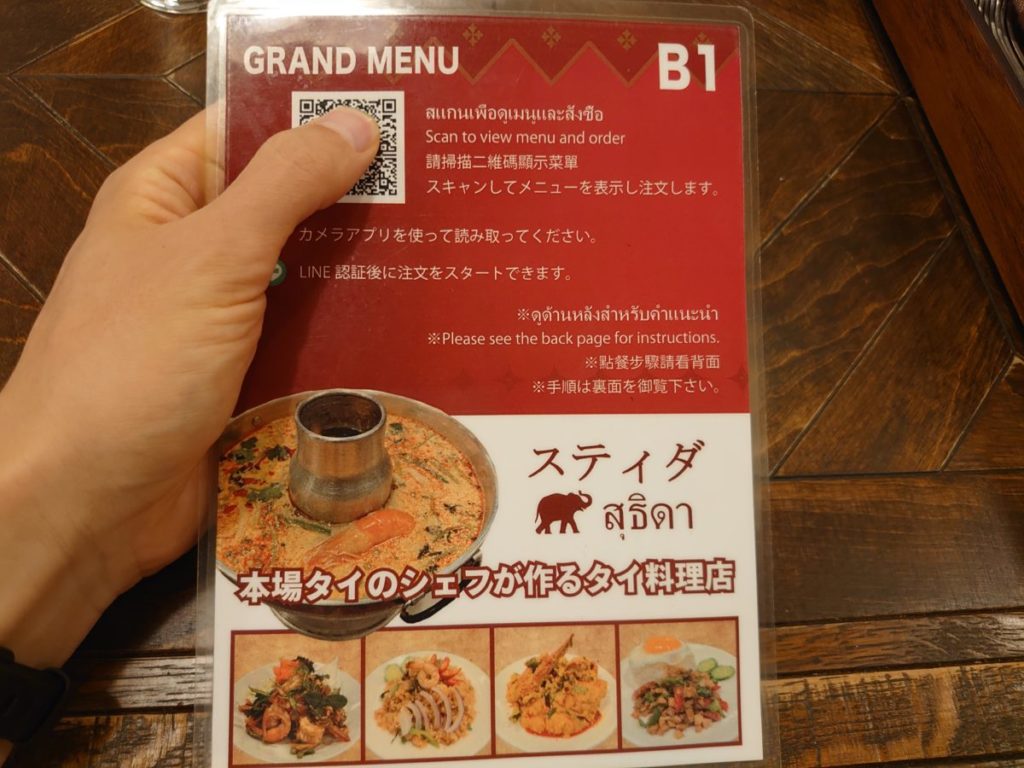 GRAND MENU
B1
สแกนเพื่อดูเมนูและสั่งซื้อ
Scan to view menu and order
請掃描二維碼顯示菜單
スキャンしてメニューを表示し注文します。
カメラアプリを使って読み取ってください。
LINE 認証後に注文をスタートできます。
※ดูด้านหลังสำหรับคำแนะนำ
※Please see the back page for instructions.
※點餐步驟請看背面
※手順は裏面を御覧下さい。
スティダ
สุธิดา
本場タイのシェフが作るタイ料理店